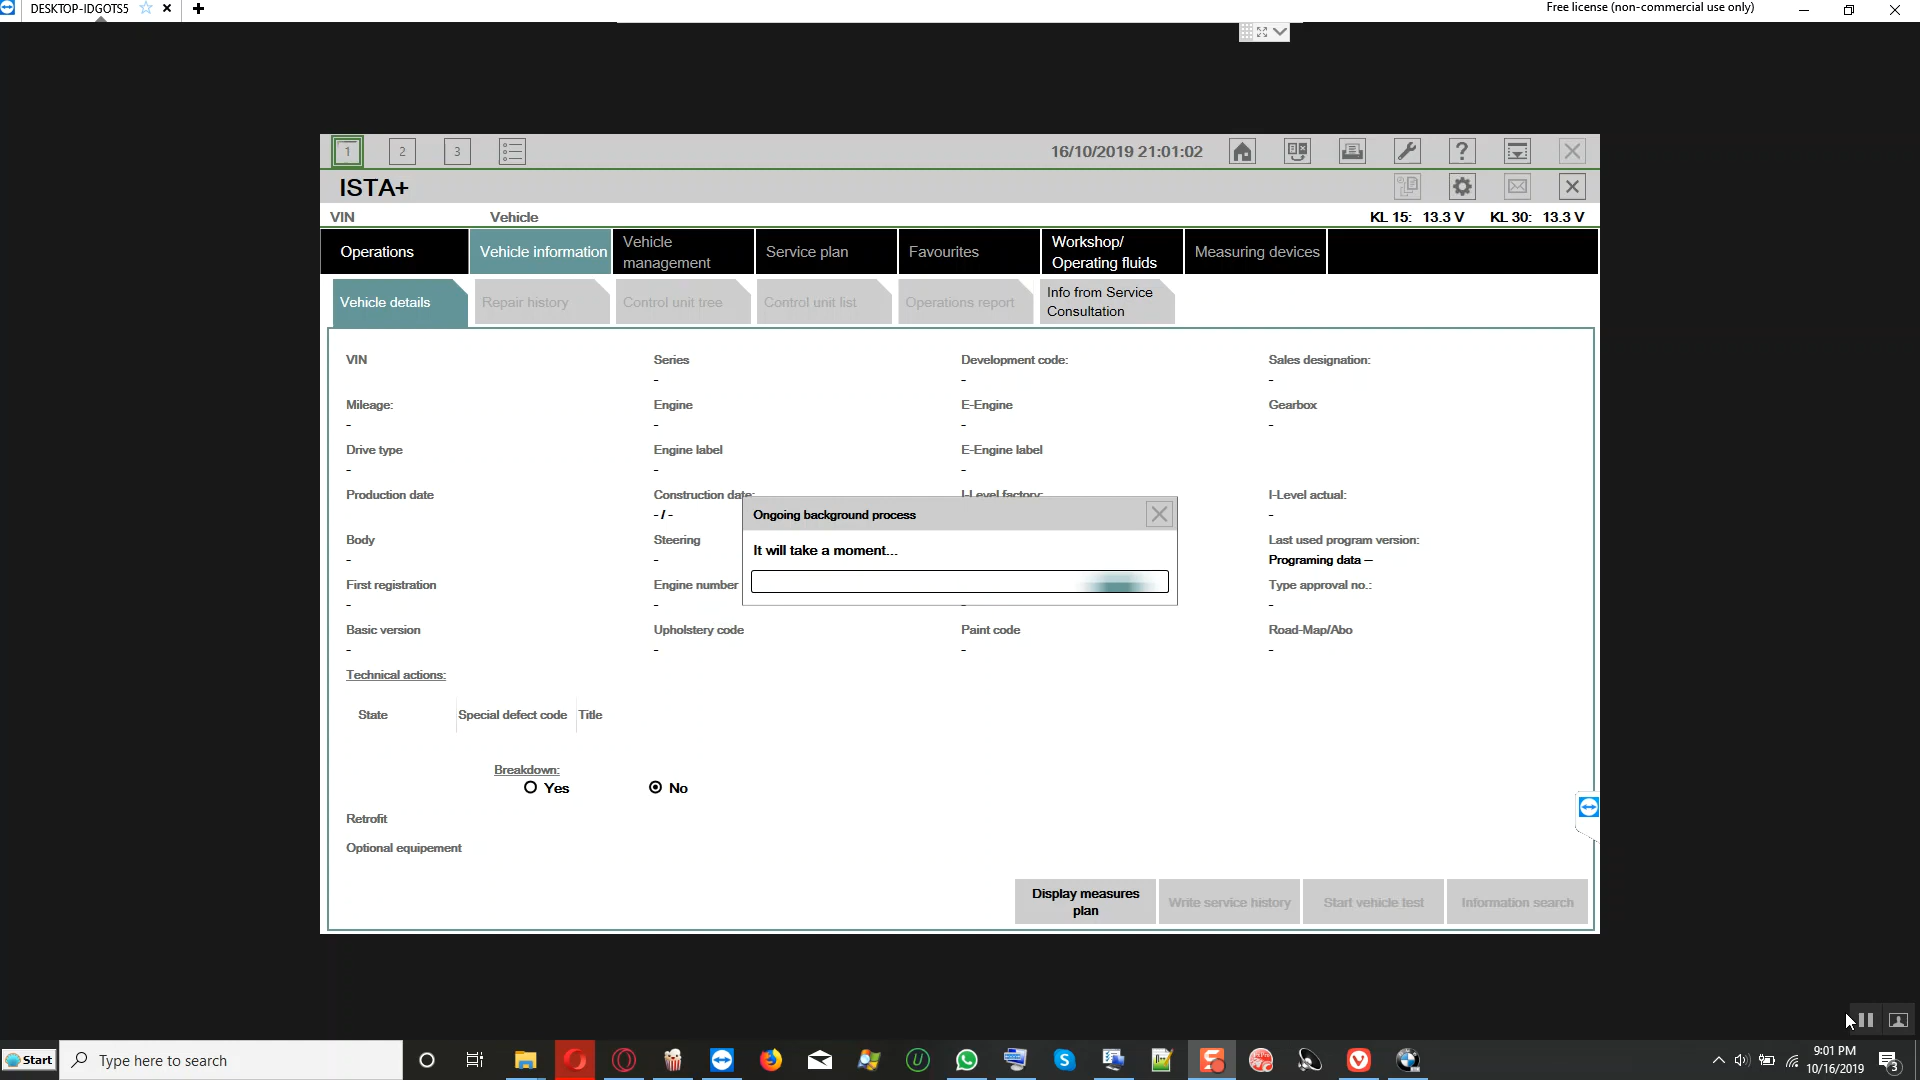 DESKTOP-IDGOTS5
Free license (non-commercial use only)
1 2 3 16/10/2019 21:01:02
ISTA+
VIN Vehicle KL 15: 13.3 V KL 30: 13.3 V
Operations
Vehicle information
Vehicle
management
Service plan
Favourites
Workshop/
Operating fluids
Measuring devices
Vehicle details
Repair history
Control unit tree
Control unit list
Operations report
Info from Service
Consultation
VIN Series Development code: Sales designation:
- - -
Mileage: Engine E-Engine Gearbox
- - - -
Drive type Engine label E-Engine label
- - -
Production date Construction date: I-Level factory: I-Level actual:
- / - -
Ongoing background process
It will take a moment...
Body Steering Last used program version:
- - Programing data --
First registration Engine number Type approval no.:
- - - -
Basic version Upholstery code Paint code Road-Map/Abo
- - - -
Technical actions:
State Special defect code Title
Breakdown:
Yes No
Retrofit
Optional equipement
Display measures
plan
Write service history
Start vehicle test
Information search
Start
Type here to search
9:01 PM
10/16/2019
3